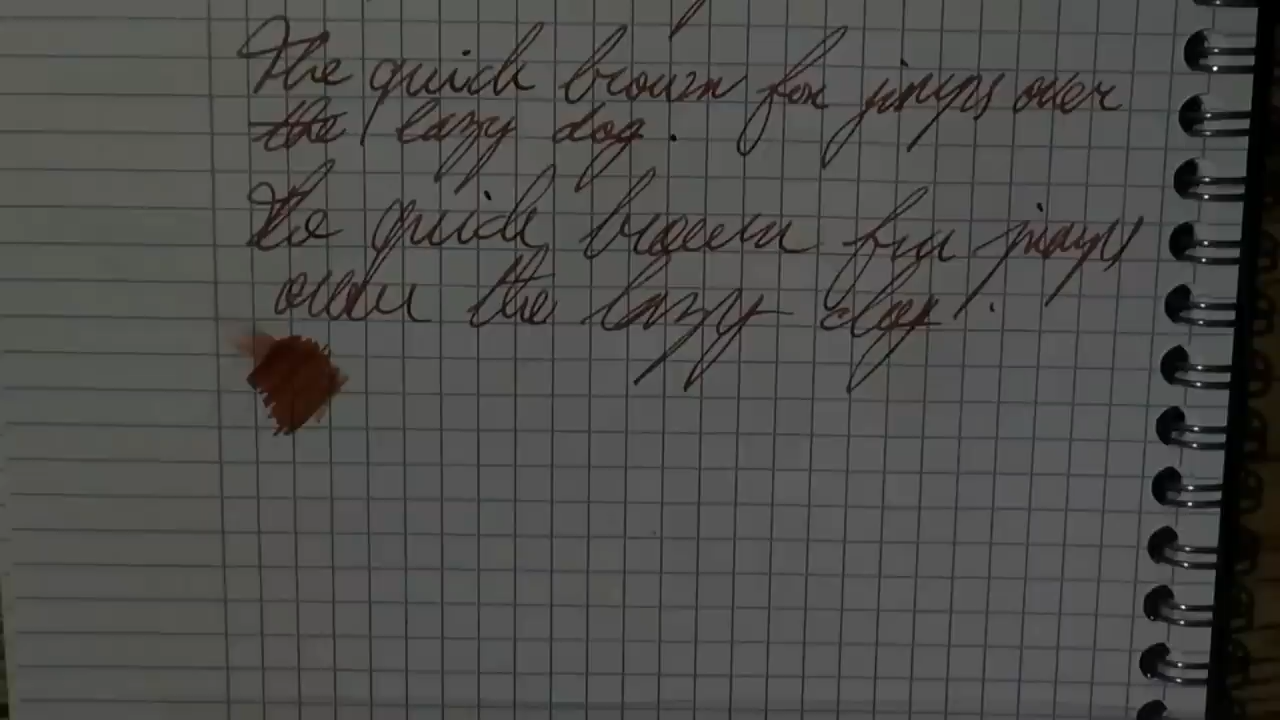 The quick brown fox jumps over
the lazy dog.
The quick brown fox jumps
over the lazy dog.